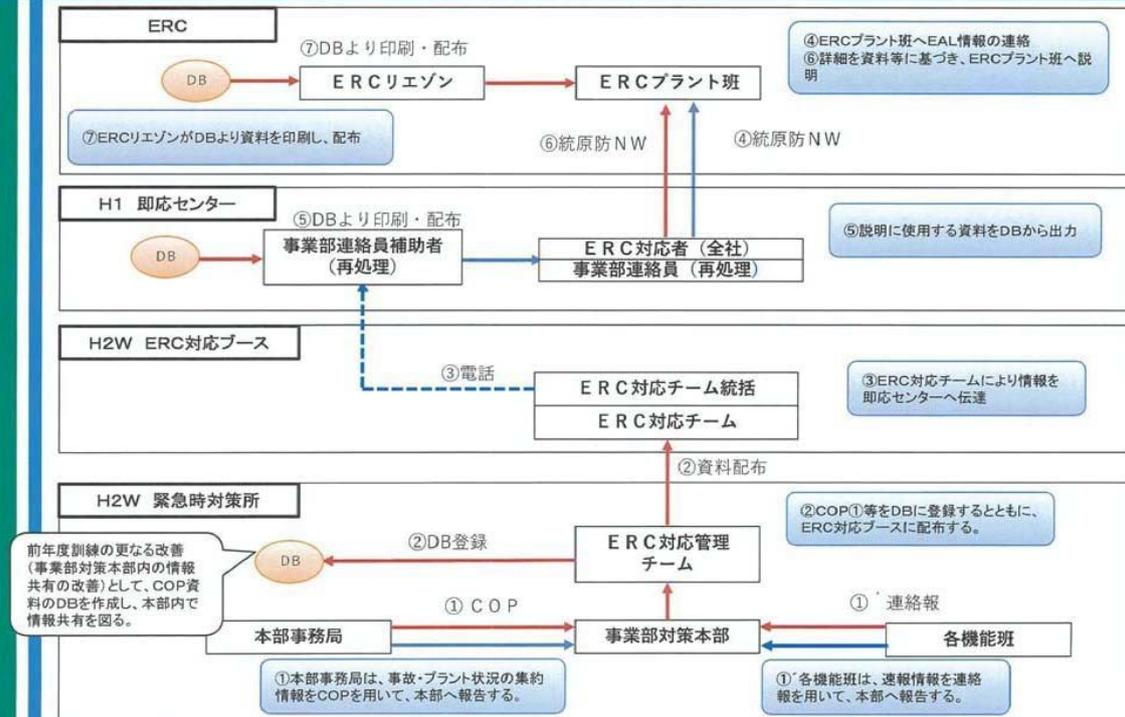 ERC
⑦DBより印刷・配布
DB
ERCリエゾン
ERCプラント班
④ERCプラント班へEAL情報の連絡
⑥詳細を資料等に基づき、ERCプラント班へ説
明
⑦ERCリエゾンがDBより資料を印刷し、配布
⑥統原防NW
④統原防NW
H1 即応センター
⑤DBより印刷・配布
DB
事業部連絡員補助者
(再処理)
ERC対応者(全社)
事業部連絡員(再処理)
⑤説明に使用する資料をDBから出力
H2W ERC対応ブース
③電話
ERC対応チーム統括
ERC対応チーム
③ERC対応チームにより情報を
即応センターへ伝達
②資料配布
H2W 緊急時対策所
②COP①等をDBに登録するとともに、
ERC対応ブースに配布する。
前年度訓練の更なる改善
(事業部対策本部内の情報
共有の改善)として、COP資
料のDBを作成し、本部内で
情報共有を図る。
DB
②DB登録
ERC対応管理
チーム
①COP
①´連絡報
本部事務局
事業部対策本部
各機能班
①本部事務局は、事故・プラント状況の集約
情報をCOPを用いて、本部へ報告する。
①´各機能班は、速報情報を連絡
報を用いて、本部へ報告する。